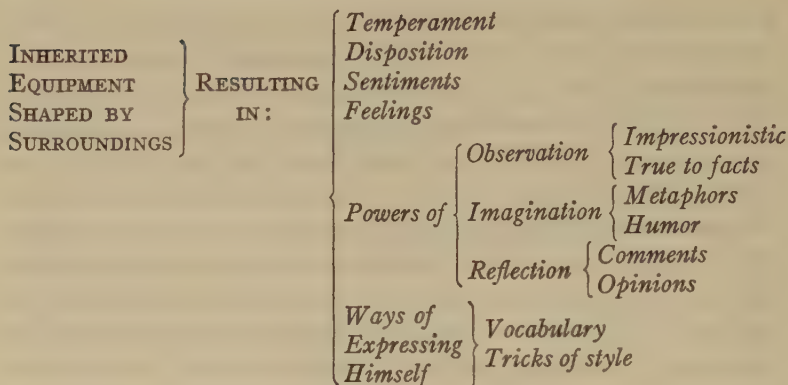 INHERITED
EQUIPMENT
SHAPED BY
SURROUNDINGS
RESULTING
IN:
Temperament
Disposition
Sentiments
Feelings
Powers of
Observation
Impressionistic
True to facts
Imagination
Metaphors
Humor
Reflection
Comments
Opinions
Ways of
Expressing
Himself
Vocabulary
Tricks of style